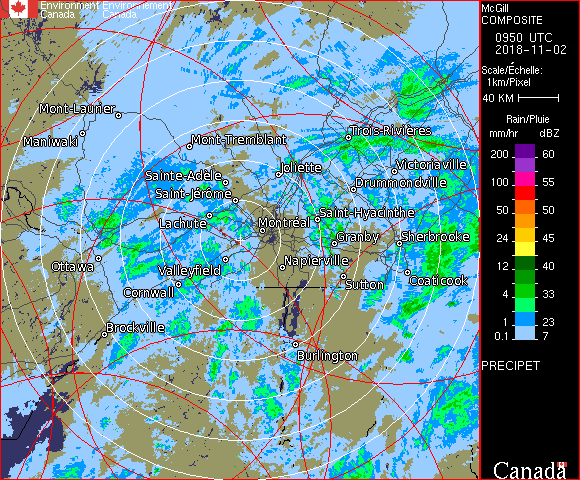 Environment Environnement
Canada Canada
McGill
COMPOSITE
0950 UTC
2018-11-02
Scale/Échelle:
1km/Pixel
40 KM
Rain/Pluie
mm/hr dBZ
200 60
100 55
50 50
24 45
12 40
4 33
1 23
0.1 7
PRECIPET
Canada
Mont-Laurier
Maniwaki
Mont-Tremblant
Trois-Rivières
Sainte-Adèle
Joliette
Victoriaville
Saint-Jérôme
Drummondville
Lachute
Montréal
Saint-Hyacinthe
Granby
Sherbrooke
Ottawa
Valleyfield
Napierville
Cornwall
Sutton
Coaticook
Brockville
Burlington